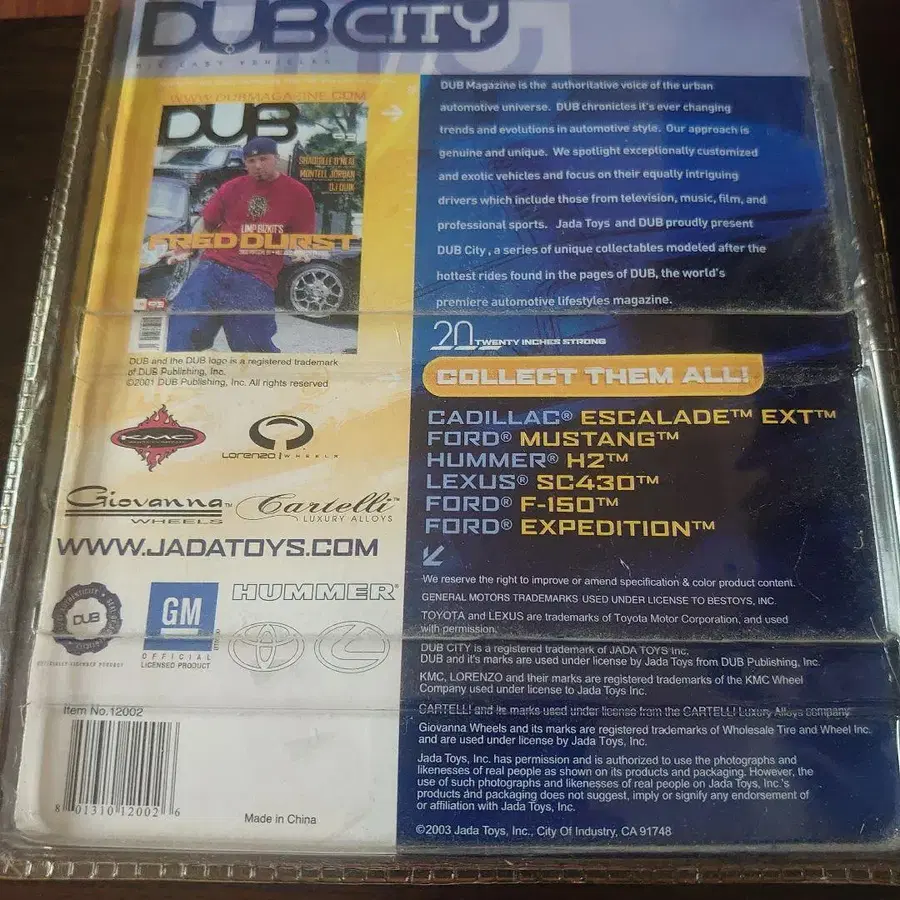 DUB CITY
DIE CAST VEHICLES
WWW.DUBMAGAZINE.COM
DUB
SHAQUILLE O'NEAL
MONTELL JORDAN
DJ QUIK
LIMP BIZKIT'S
FRED DURST
DUB and the DUB logo is a registered trademark
of DUB Publishing, Inc.
©2001 DUB Publishing, Inc. All rights reserved
KMC
LORENZO WHEELS
Giovanna™
WHEELS
Cartelli™
LUXURY ALLOYS
WWW.JADATOYS.COM
DUB
OFFICIALLY LICENSED PRODUCT
GM
OFFICIAL
LICENSED PRODUCT
HUMMER®
Item No.12002
8 01310 12002 6
Made in China
DUB Magazine is the authoritative voice of the urban
automotive universe. DUB chronicles it's ever changing
trends and evolutions in automotive style. Our approach is
genuine and unique. We spotlight exceptionally customized
and exotic vehicles and focus on their equally intriguing
drivers which include those from television, music, film, and
professional sports. Jada Toys and DUB proudly present
DUB City, a series of unique collectables modeled after the
hottest rides found in the pages of DUB, the world's
premiere automotive lifestyles magazine.
20 TWENTY INCHES STRONG
COLLECT THEM ALL!
CADILLAC® ESCALADE™ EXT™
FORD® MUSTANG™
HUMMER® H2™
LEXUS® SC430™
FORD® F-150™
FORD® EXPEDITION™
We reserve the right to improve or amend specification & color product content.
GENERAL MOTORS TRADEMARKS USED UNDER LICENSE TO BESTOYS, INC.
TOYOTA and LEXUS are trademarks of Toyota Motor Corporation, and used
with permission.
DUB CITY is a registered trademark of JADA TOYS Inc.
DUB and it's marks are used under license by Jada Toys from DUB Publishing, Inc.
KMC, LORENZO and their marks are registered trademarks of the KMC Wheel
Company used under license to Jada Toys Inc.
CARTELLI and its marks used under license from the CARTELLI Luxury Alloys company
Giovanna Wheels and its marks are registered trademarks of Wholesale Tire and Wheel Inc.
and are used under license by Jada Toys, Inc.
Jada Toys, Inc. has permission and is authorized to use the photographs and
likenesses of real people as shown on its products and packaging. However, the
use of such photographs and likenesses of real people on Jada Toys, Inc.'s
products and packaging does not suggest, imply or signify any endorsement of
or affiliation with Jada Toys, Inc.
©2003 Jada Toys, Inc., City Of Industry, CA 91748